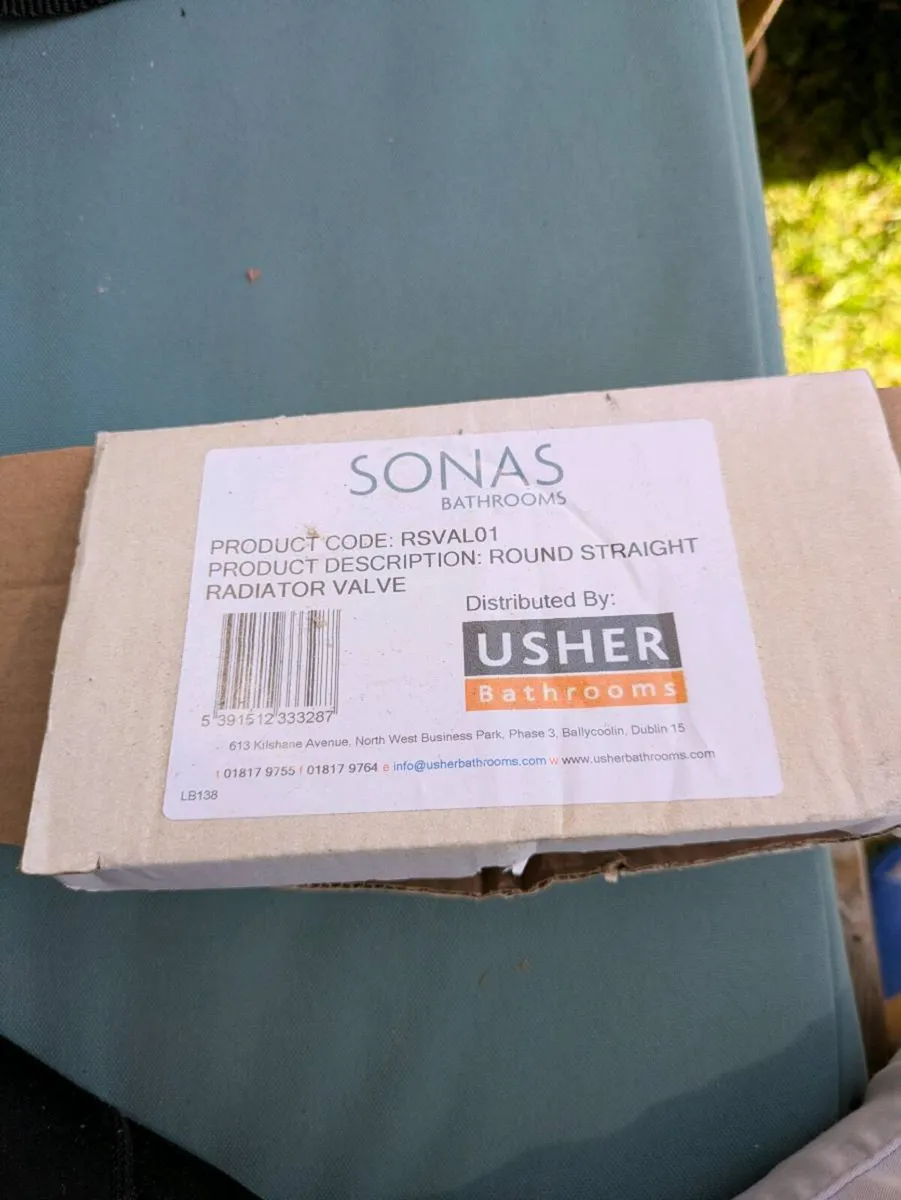 SONAS
BATHROOMS
PRODUCT CODE: RSVAL01
PRODUCT DESCRIPTION: ROUND STRAIGHT
RADIATOR VALVE
Distributed By:
USHER
Bathrooms
5 391512 333287
613 Kilshane Avenue, North West Business Park, Phase 3, Ballycoolin, Dublin 15
t 01817 9755 f 01817 9764 e info@usherbathrooms.com w www.usherbathrooms.com
LB138